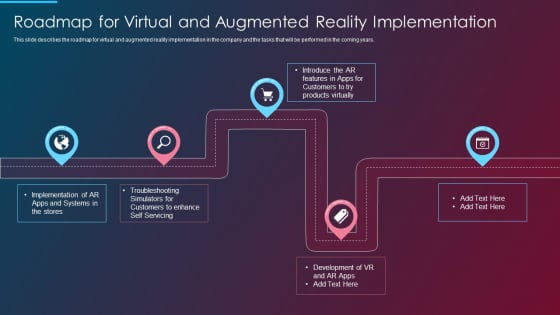 Roadmap for Virtual and Augmented Reality Implementation
This slide describes the roadmap for virtual and augmented reality implementation in the company and the tasks that will be performed in the coming years.
• Introduce the AR
features in Apps for
Customers to try
products virtually
• Implementation of AR
Apps and Systems in
the stores
• Troubleshooting
Simulators for
Customers to enhance
Self Servicing
• Add Text Here
• Add Text Here
• Development of VR
and AR Apps
• Add Text Here